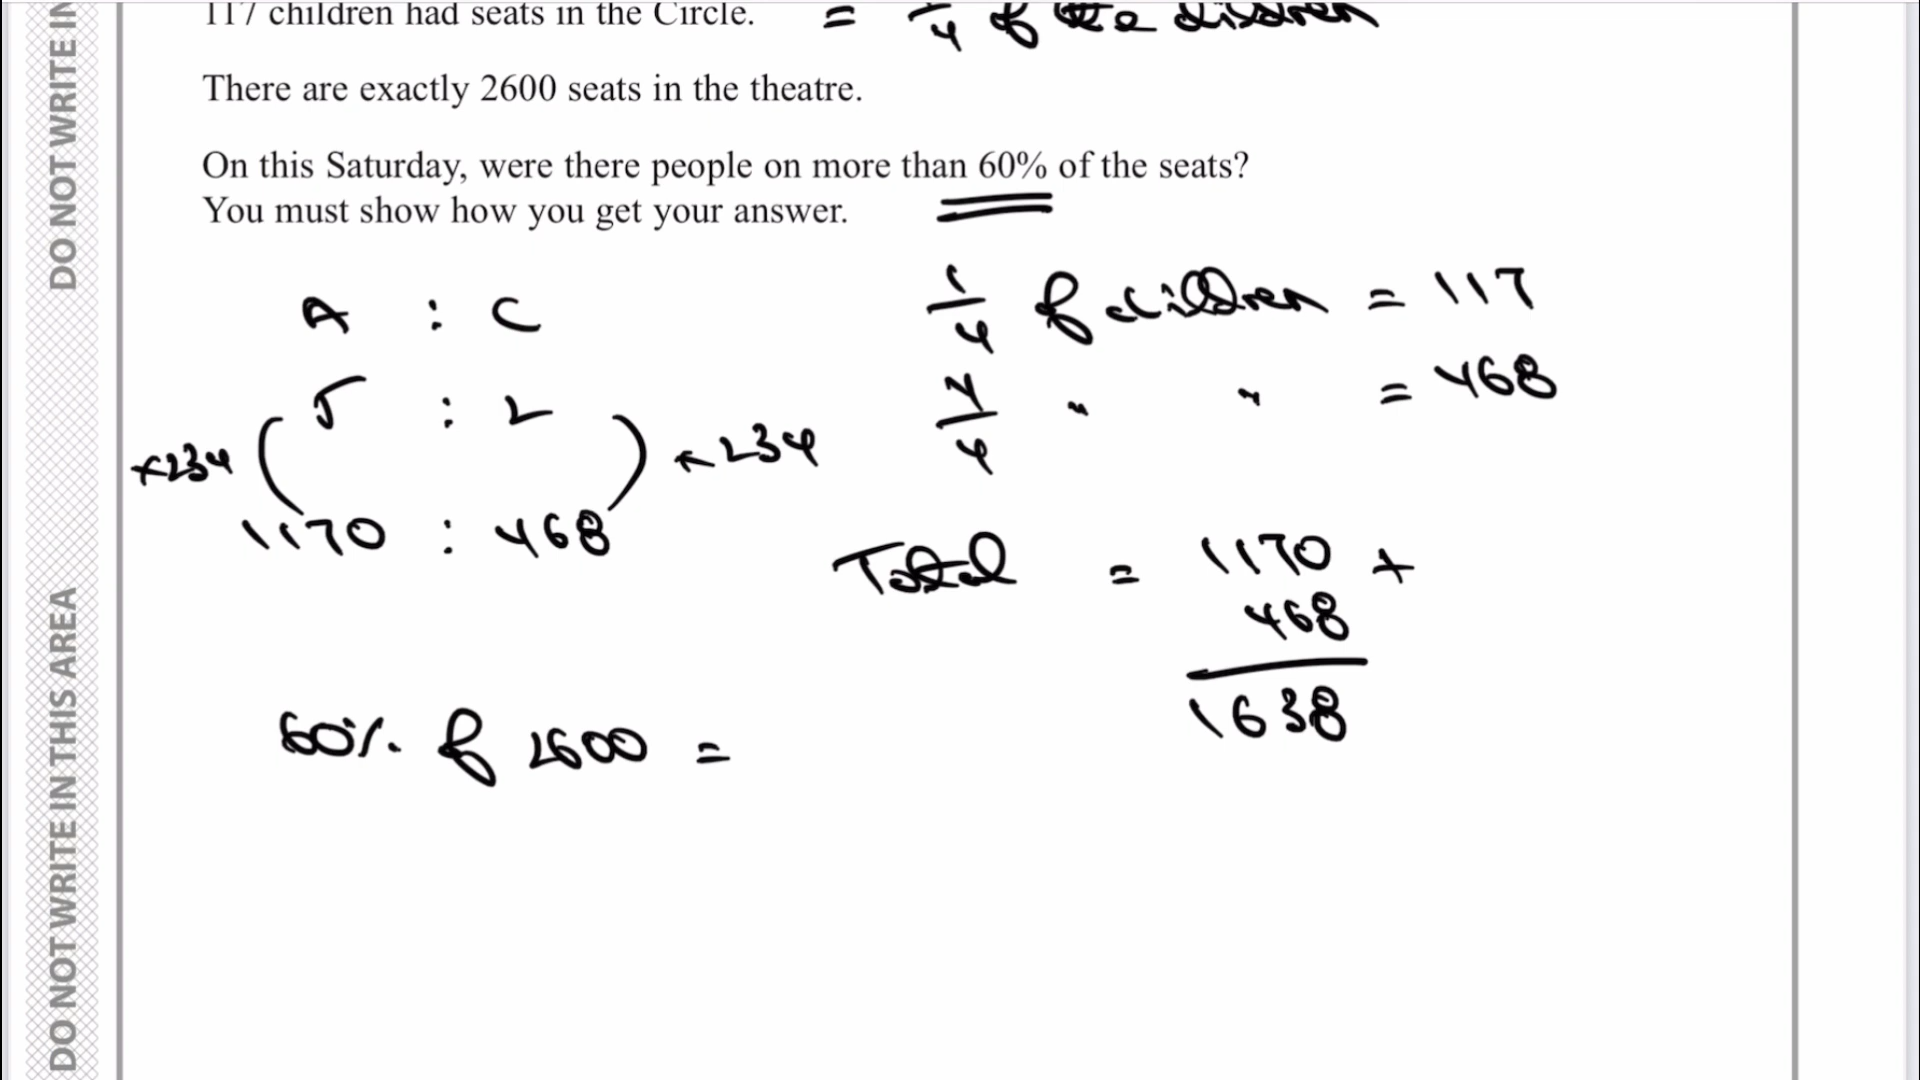 117 children had seats in the Circle. = 1/4 of the children
There are exactly 2600 seats in the theatre.
On this Saturday, were there people on more than 60% of the seats?
You must show how you get your answer.
A : C
1/4 of children = 117
5 : 2
4/4 " " = 468
×234 ( ) ×234
1170 : 468
Total = 1170 +
468
1638
60% of 2600 =
DO NOT WRITE IN
DO NOT WRITE IN THIS AREA